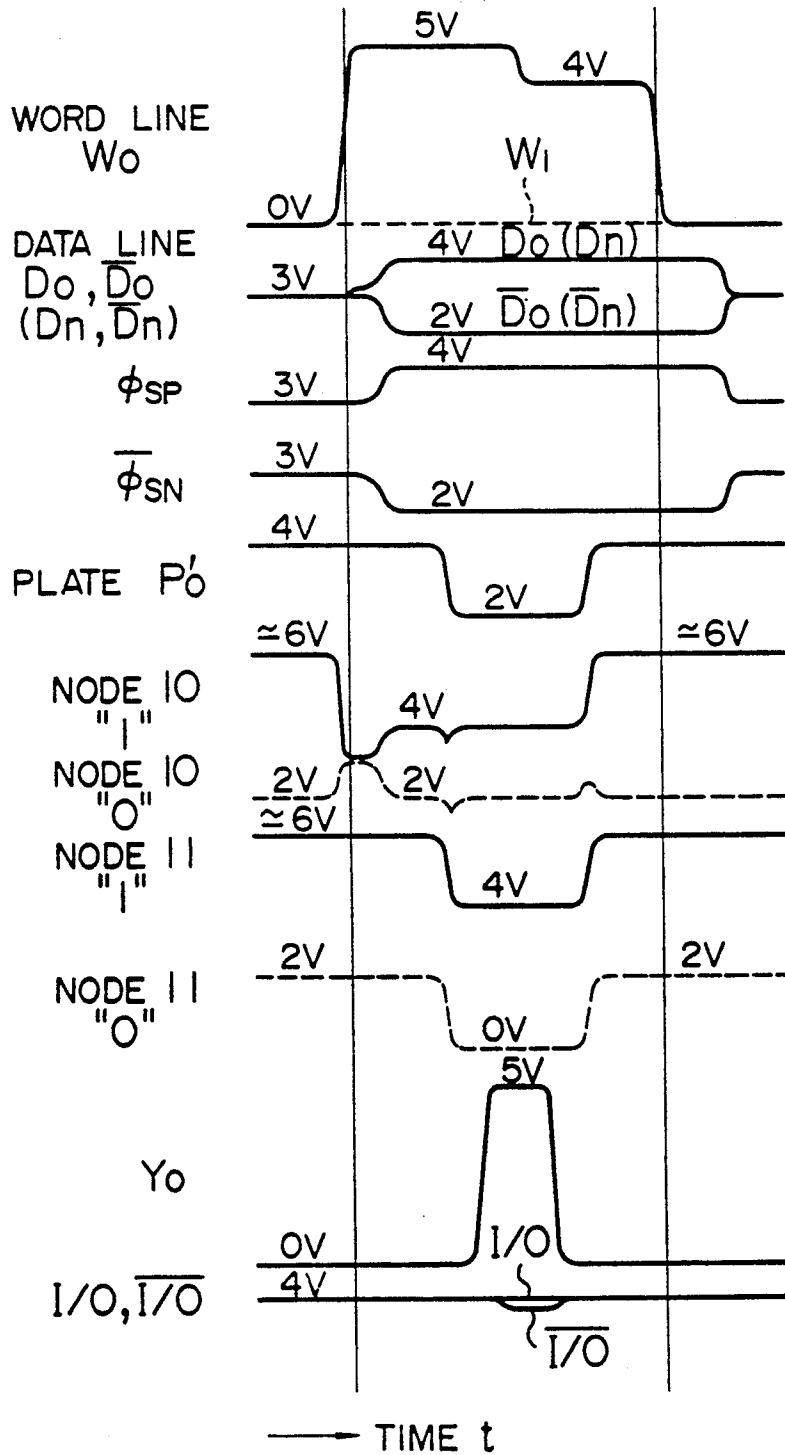 5V
4V
WORD LINE
W0
W1
0V
DATA LINE
D0, D̅0
(Dn, D̅n)
3V
4V D0 (Dn)
2V D̅0 (D̅n)
ϕSP
3V
4V
ϕ̅SN
3V
2V
4V
PLATE P'0
2V
≃6V
≃6V
NODE 10
"1"
4V
NODE 10
"0"
2V
2V
≃6V
NODE 11
"1"
4V
2V
2V
NODE 11
"0"
0V
5V
Y0
0V
I/O
I/O, I̅/̅O̅
4V
I̅/̅O̅
TIME t